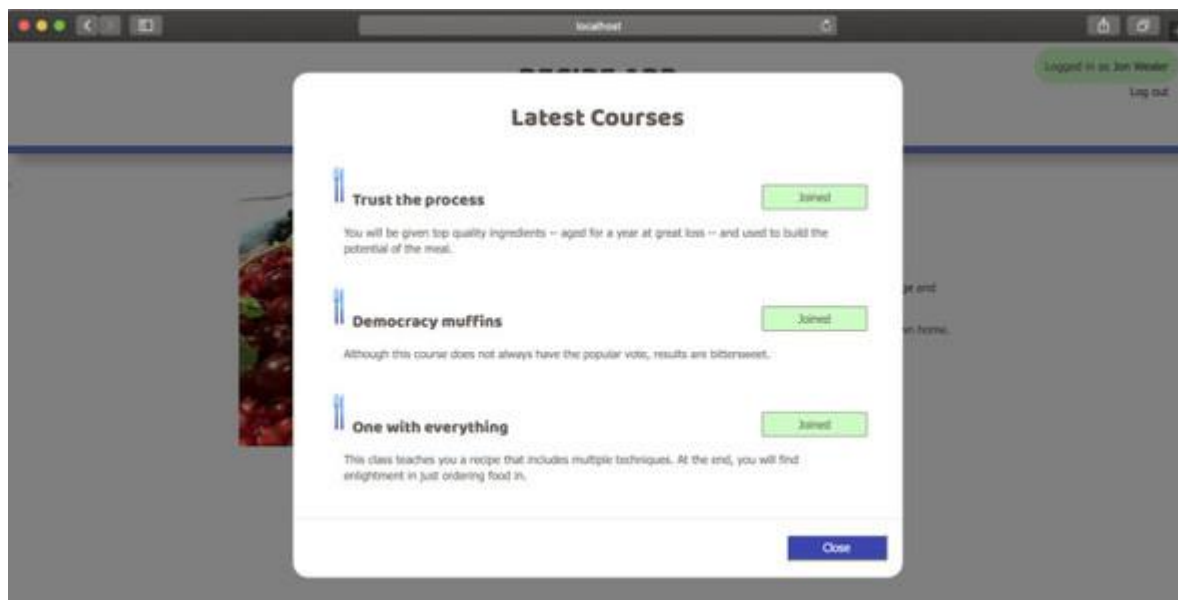 localhost
RECIPE APP
Logged in as Jon Wexler
Log out
Latest Courses
Trust the process
Joined
You will be given top quality ingredients -- aged for a year at great loss -- and used to build the
potential of the meal.
Democracy muffins
Joined
Although this course does not always have the popular vote, results are bittersweet.
One with everything
Joined
This class teaches you a recipe that includes multiple techniques. At the end, you will find
enlightment in just ordering food in.
Close
and
home.